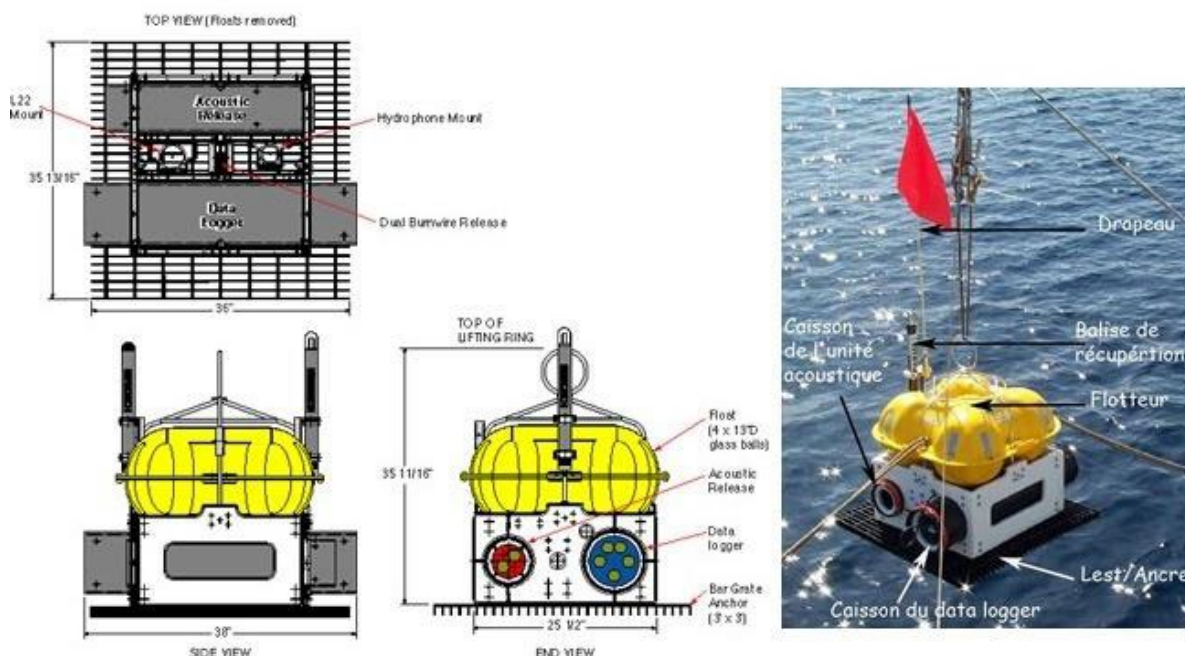 TOP VIEW (Floats removed)
L22
Mount
Acoustic
Release
Hydrophone Mount
35 13/16"
Data
Logger
Dual Burnwire Release
36"
TOP OF
LIFTING RING
Float
(4 x 13"D
glass balls)
35 11/16"
Acoustic
Release
Data
logger
Bar Grate
Anchor
(3' x 3')
38"
25 1/2"
SIDE VIEW
END VIEW
Drapeau
Caisson
de l'unité
acoustique
Balise de
récupértion
Flotteur
Lest/Ancre
Caisson du data logger